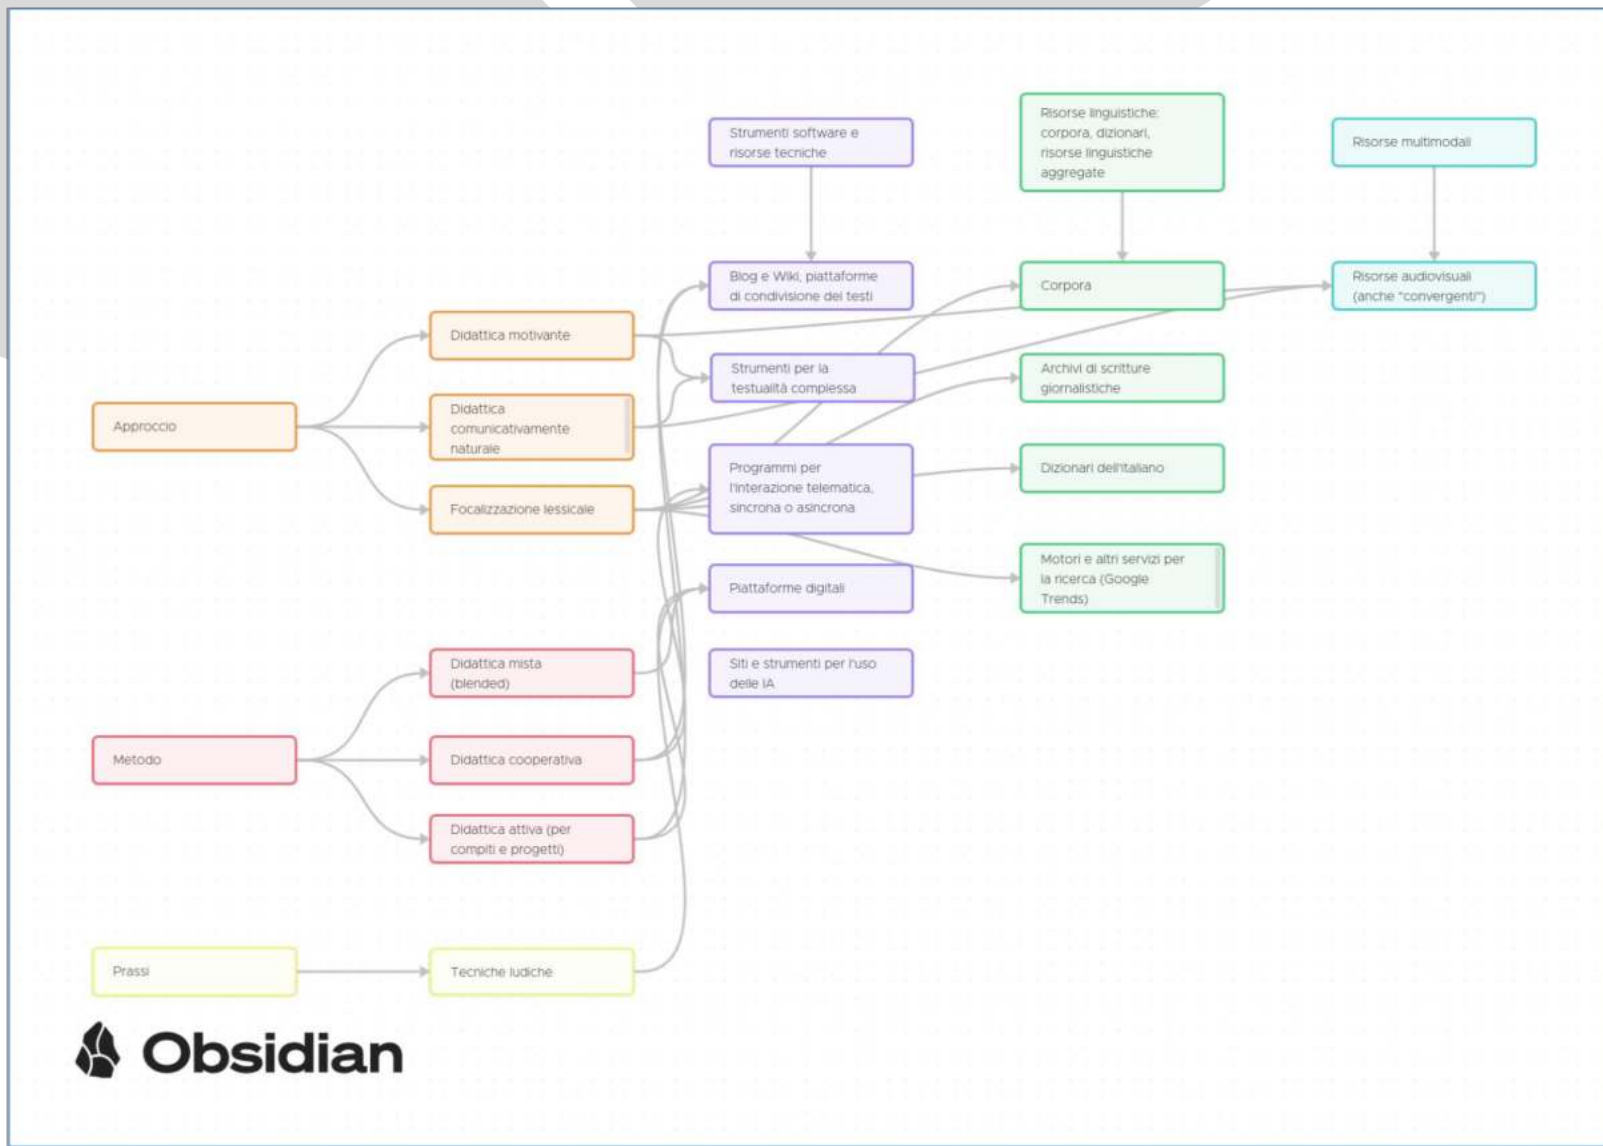 Strumenti software e
risorse tecniche
Risorse linguistiche:
corpora, dizionari,
risorse linguistiche
aggregate
Risorse multimodali
Blog e Wiki, piattaforme
di condivisione dei testi
Corpora
Risorse audiovisuali
(anche "convergenti")
Didattica motivante
Strumenti per la
testualità complessa
Archivi di scritture
giornalistiche
Approccio
Didattica
comunicativamente
naturale
Programmi per
l'interazione telematica,
sincrona o asincrona
Dizionari dell'italiano
Focalizzazione lessicale
Piattaforme digitali
Motori e altri servizi per
la ricerca (Google
Trends)
Didattica mista
(blended)
Siti e strumenti per l'uso
delle IA
Metodo
Didattica cooperativa
Didattica attiva (per
compiti e progetti)
Prassi
Tecniche ludiche
Obsidian